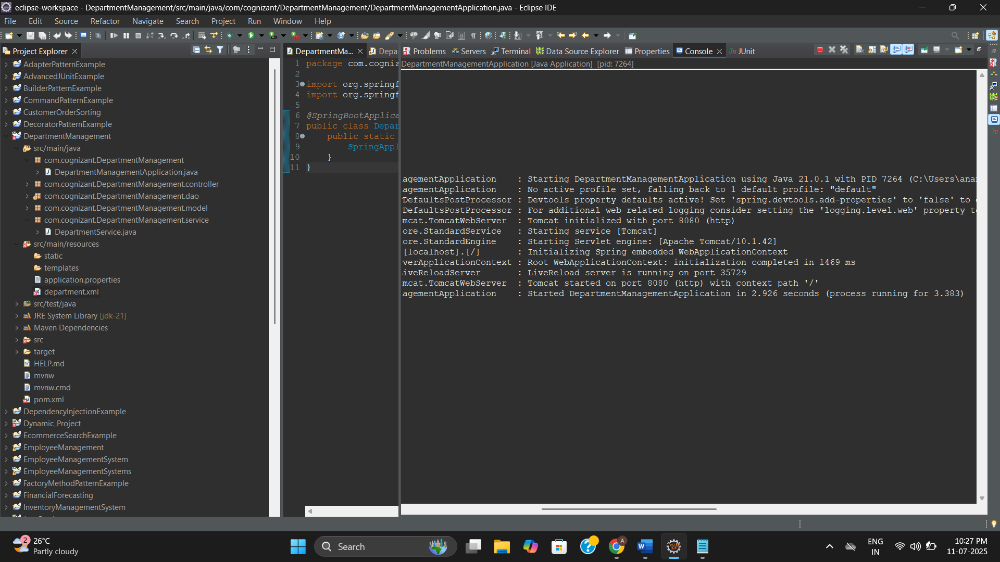 eclipse-workspace - DepartmentManagement/src/main/java/com/cognizant/DepartmentManagement/DepartmentManagementApplication.java - Eclipse IDE
File Edit Source Refactor Navigate Search Project Run Window Help
Project Explorer
AdapterPatternExample
AdvancedJUnitExample
BuilderPatternExample
CommandPatternExample
CustomerOrderSorting
DecoratorPatternExample
DepartmentManagement
src/main/java
com.cognizant.DepartmentManagement
DepartmentManagementApplication.java
com.cognizant.DepartmentManagement.controller
com.cognizant.DepartmentManagement.dao
com.cognizant.DepartmentManagement.model
com.cognizant.DepartmentManagement.service
DepartmentService.java
src/main/resources
static
templates
application.properties
department.xml
src/test/java
JRE System Library [jdk-21]
Maven Dependencies
src
target
HELP.md
mvnw
mvnw.cmd
pom.xml
DependencyInjectionExample
Dynamic_Project
EcommerceSearchExample
EmployeeManagement
EmployeeManagementSystem
EmployeeManagementSystems
FactoryMethodPatternExample
FinancialForecasting
InventoryManagementSystem
DepartmentMa... Depa
1 package com.cogniz
2
3 import org.springf
4 import org.springf
5
6 @SpringBootApplica
7 public class Depar
8 public static
9 SpringAppl
10 }
11 }
Problems Servers Terminal Data Source Explorer Properties Console JUnit
DepartmentManagementApplication [Java Application] [pid: 7264]
agementApplication : Starting DepartmentManagementApplication using Java 21.0.1 with PID 7264 (C:\Users\ana
agementApplication : No active profile set, falling back to 1 default profile: "default"
DefaultsPostProcessor : Devtools property defaults active! Set 'spring.devtools.add-properties' to 'false' to
DefaultsPostProcessor : For additional web related logging consider setting the 'logging.level.web' property t
mcat.TomcatWebServer : Tomcat initialized with port 8080 (http)
ore.StandardService : Starting service [Tomcat]
ore.StandardEngine : Starting Servlet engine: [Apache Tomcat/10.1.42]
[localhost].[/] : Initializing Spring embedded WebApplicationContext
verApplicationContext : Root WebApplicationContext: initialization completed in 1469 ms
iveReloadServer : LiveReload server is running on port 35729
mcat.TomcatWebServer : Tomcat started on port 8080 (http) with context path '/'
agementApplication : Started DepartmentManagementApplication in 2.926 seconds (process running for 3.383)
2
26°C
Partly cloudy
Search
ENG
IN
10:27 PM
11-07-2025